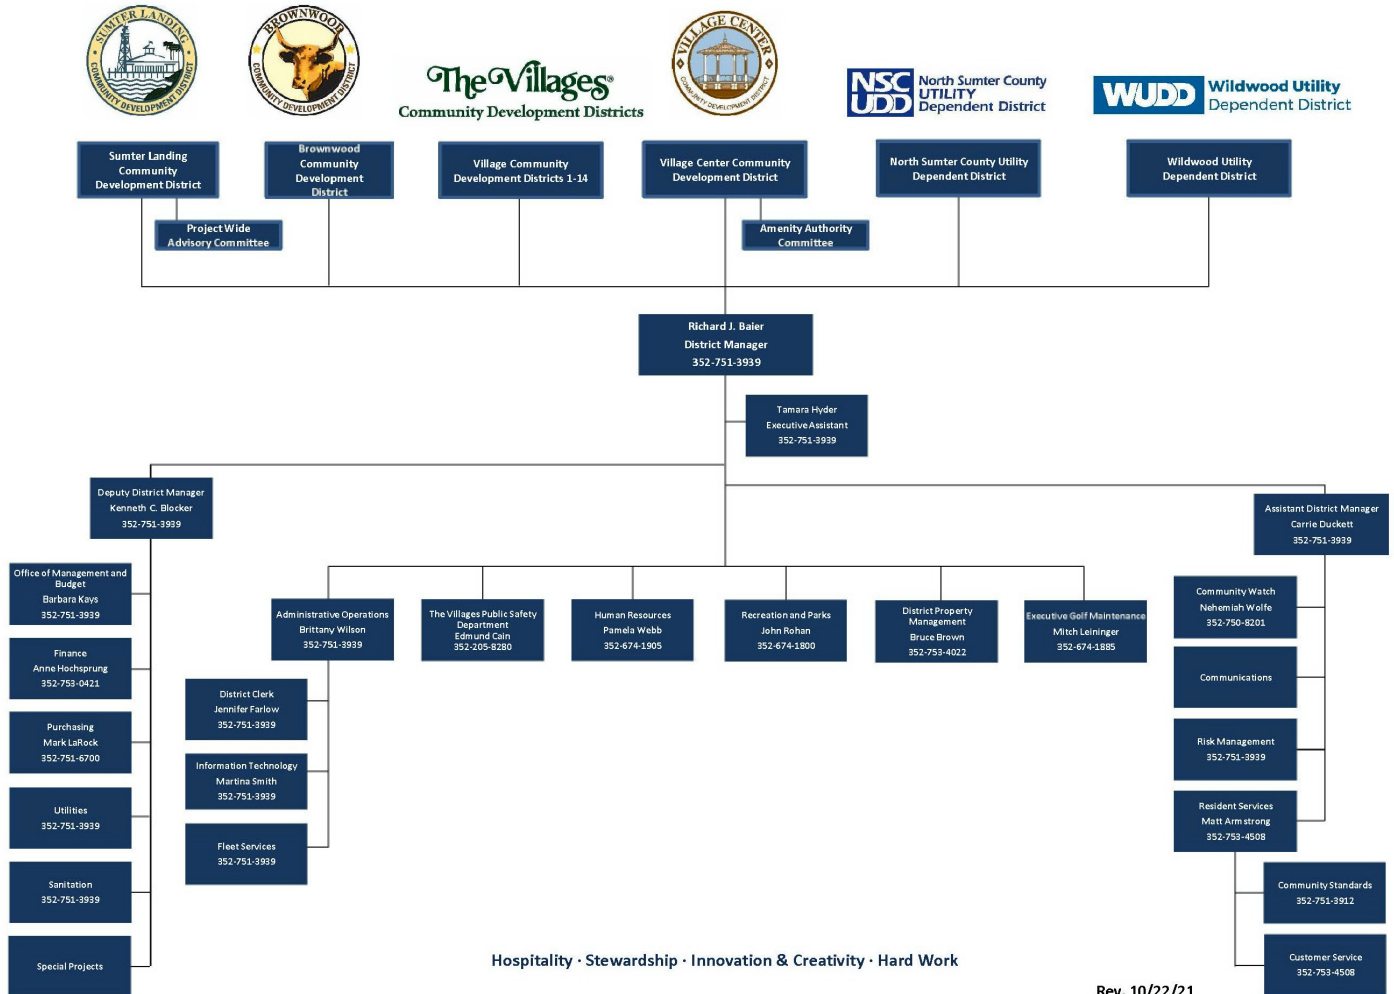 SUMTER LANDING
COMMUNITY DEVELOPMENT DISTRICT
BROWNWOOD
COMMUNITY DEVELOPMENT DISTRICT
The Villages®
Community Development Districts
VILLAGE CENTER
COMMUNITY DEVELOPMENT DISTRICT
NSC
UDD
North Sumter County
UTILITY
Dependent District
WUDD
Wildwood Utility
Dependent District
Sumter Landing
Community
Development District
Brownwood
Community
Development
District
Village Community
Development Districts 1-14
Village Center Community
Development District
North Sumter County Utility
Dependent District
Wildwood Utility
Dependent District
Project Wide
Advisory Committee
Amenity Authority
Committee
Richard J. Baier
District Manager
352-751-3939
Tamara Hyder
Executive Assistant
352-751-3939
Deputy District Manager
Kenneth C. Blocker
352-751-3939
Assistant District Manager
Carrie Duckett
352-751-3939
Office of Management and
Budget
Barbara Kays
352-751-3939
Finance
Anne Hochsprung
352-753-0421
Purchasing
Mark LaRock
352-751-6700
Utilities
352-751-3939
Sanitation
352-751-3939
Special Projects
Administrative Operations
Brittany Wilson
352-751-3939
District Clerk
Jennifer Farlow
352-751-3939
Information Technology
Martina Smith
352-751-3939
Fleet Services
352-751-3939
The Villages Public Safety
Department
Edmund Cain
352-205-8280
Human Resources
Pamela Webb
352-674-1905
Recreation and Parks
John Rohan
352-674-1800
District Property
Management
Bruce Brown
352-753-4022
Executive Golf Maintenance
Mitch Leininger
352-674-1885
Community Watch
Nehemiah Wolfe
352-750-8201
Communications
Risk Management
352-751-3939
Resident Services
Matt Armstrong
352-753-4508
Community Standards
352-751-3912
Customer Service
352-753-4508
Hospitality · Stewardship · Innovation & Creativity · Hard Work
Rev. 10/22/21